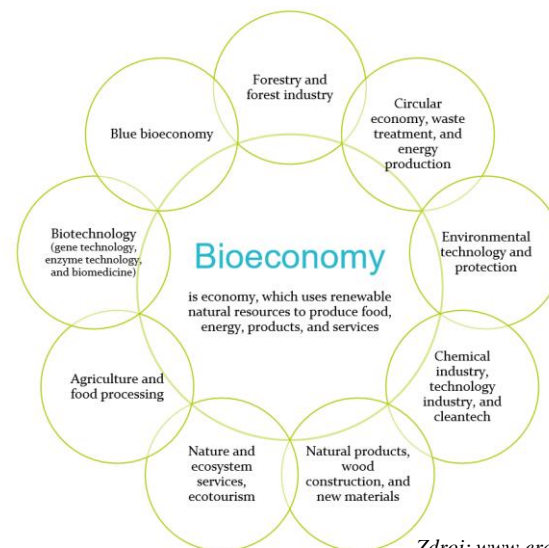 Forestry and
forest industry
Circular
economy, waste
treatment, and
energy
production
Blue bioeconomy
Environmental
technology and
protection
Biotechnology
(gene technology,
enzyme technology,
and biomedicine)
Bioeconomy
is economy, which uses renewable
natural resources to produce food,
energy, products, and services
Chemical
industry,
technology
industry, and
cleantech
Agriculture and
food processing
Nature and
ecosystem
services,
ecotourism
Natural products,
wood
construction, and
new materials
Zdroj: